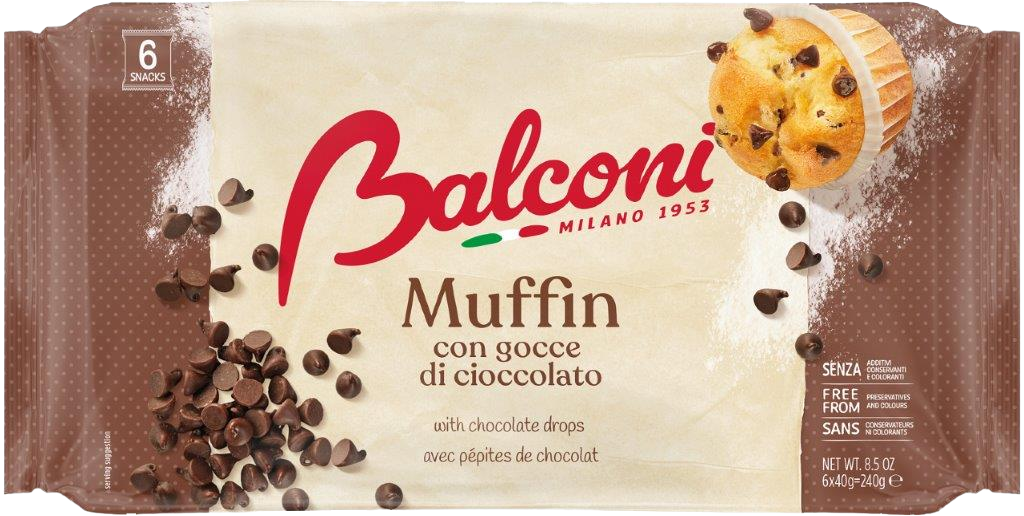 6
SNACKS
Balconi
MILANO 1953
Muffin
con gocce
di cioccolato
with chocolate drops
avec pépites de chocolat
SENZA ADDITIVI
CONSERVANTI
E COLORANTI
FREE
FROM
PRESERVATIVES
AND COLOURS
SANS CONSERVATEURS
NI COLORANTS
NET WT. 8.5 OZ
6x40g=240g ℮
serving suggestion